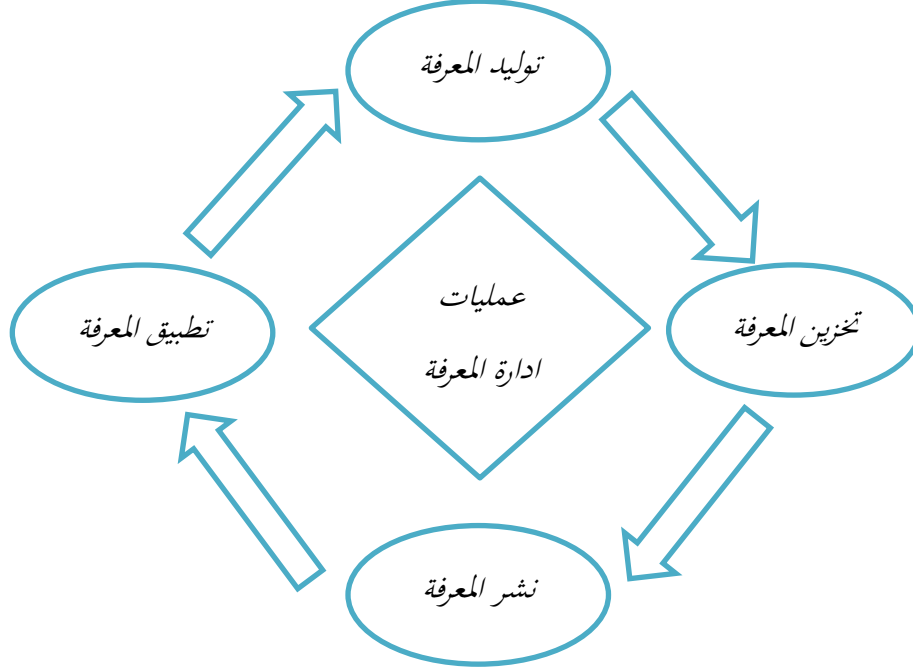 توليد المعرفة
تخزين المعرفة
عمليات
ادارة المعرفة
تطبيق المعرفة
نشر المعرفة